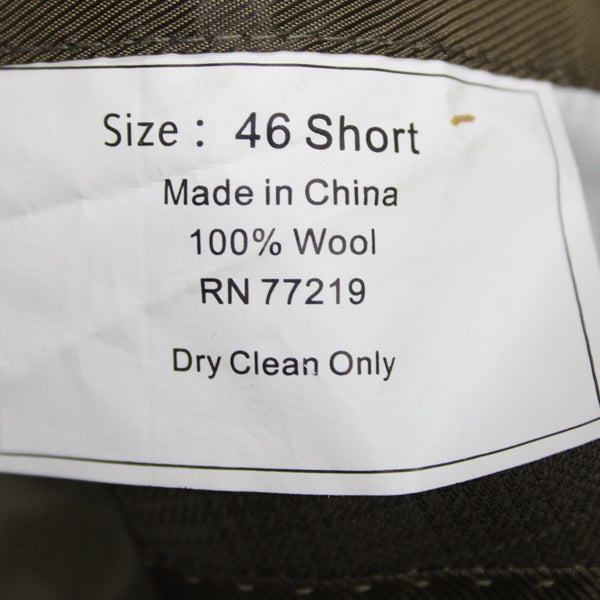 Size : 46 Short
Made in China
100% Wool
RN 77219
Dry Clean Only